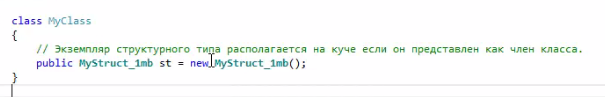 class MyClass
{
// Экземпляр структурного типа располагается на куче если он представлен как член класса.
public MyStruct_1mb st = new MyStruct_1mb();
}